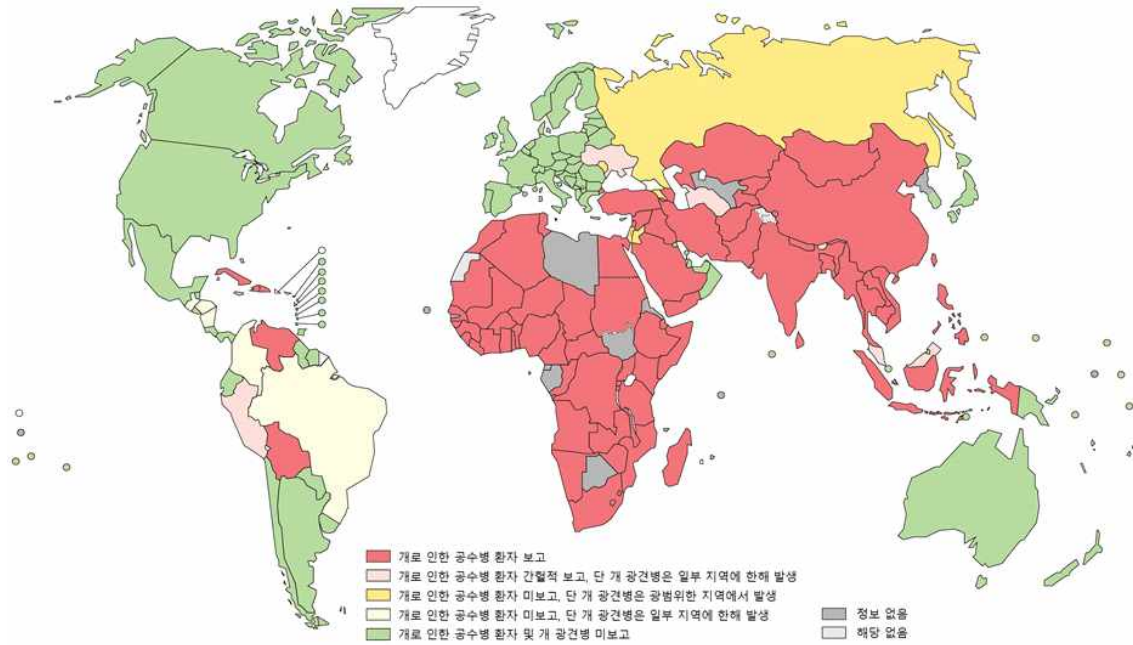 개로 인한 공수병 환자 보고
개로 인한 공수병 환자 간헐적 보고, 단 개 광견병은 일부 지역에 한해 발생
개로 인한 공수병 환자 미보고, 단 개 광견병은 광범위한 지역에서 발생
개로 인한 공수병 환자 미보고, 단 개 광견병은 일부 지역에 한해 발생
개로 인한 공수병 환자 및 개 광견병 미보고
정보 없음
해당 없음